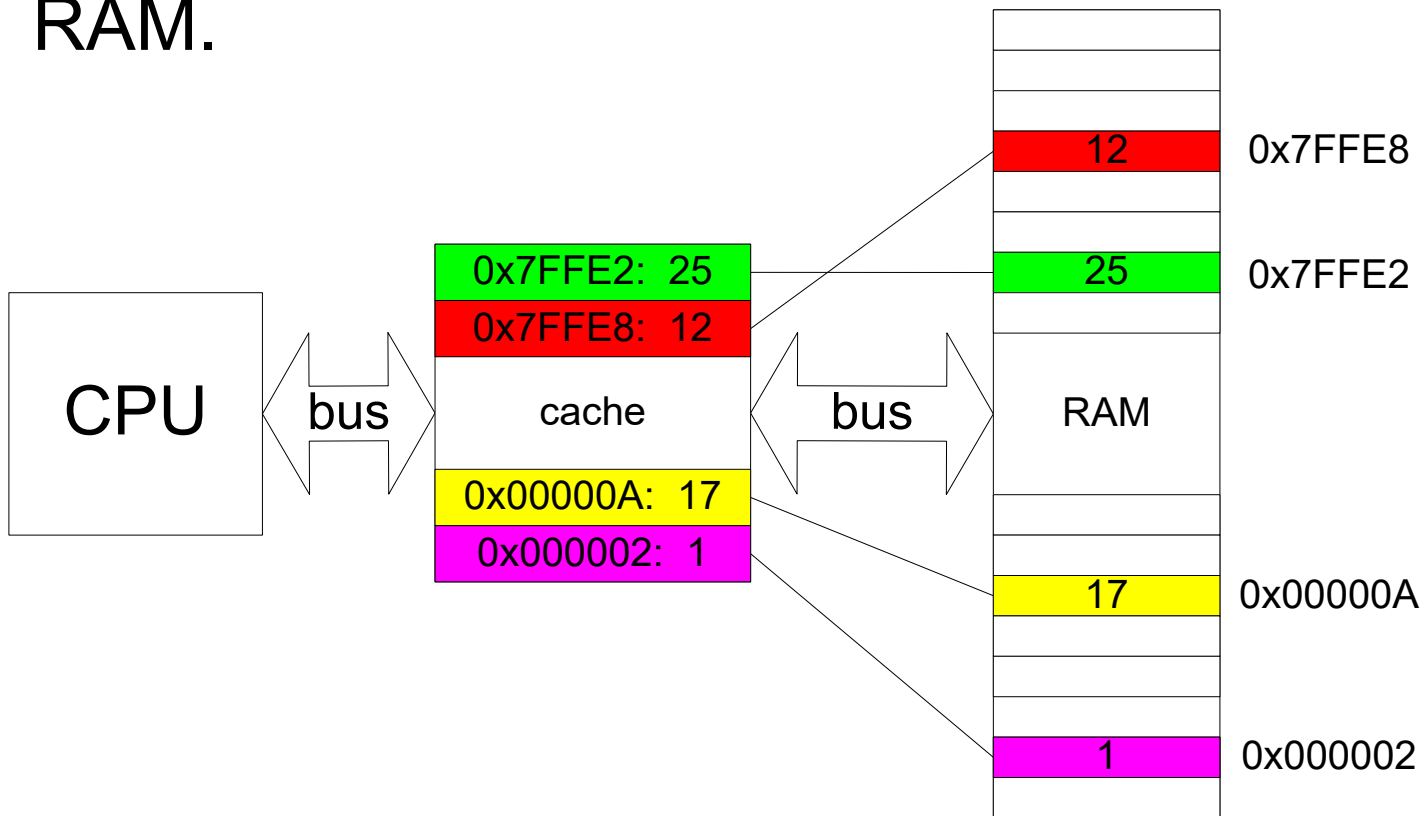 RAM.
12 0x7FFE8
0x7FFE2: 25
25 0x7FFE2
0x7FFE8: 12
CPU bus cache bus RAM
0x00000A: 17
0x000002: 1
17 0x00000A
1 0x000002